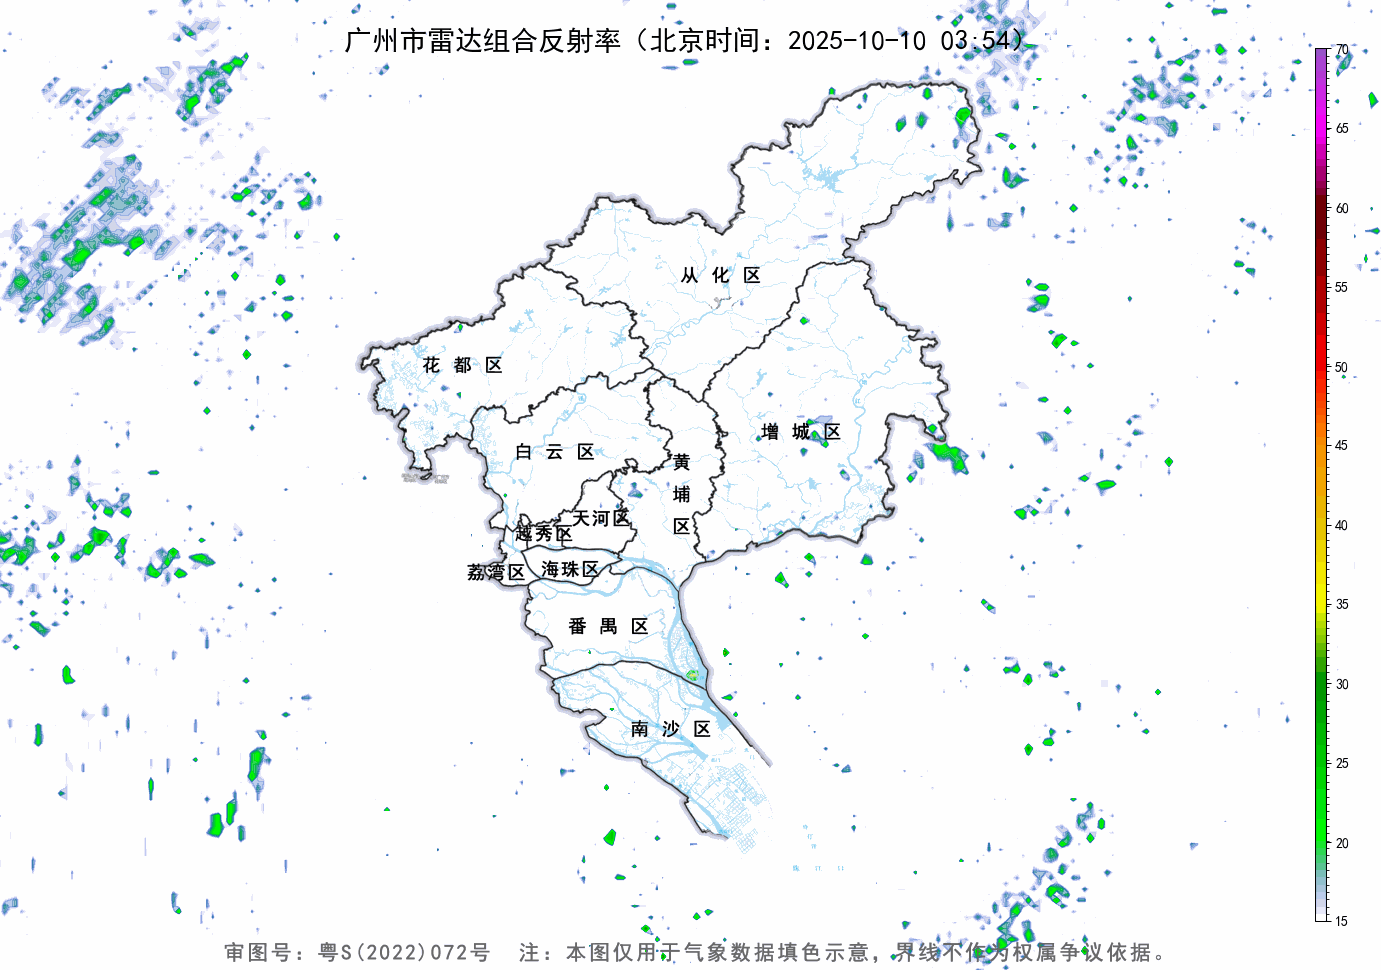 广州市雷达组合反射率（北京时间：2025-10-10 03:54）
70
65
60
55
50
45
40
35
30
25
20
15
从化区
花都区
增城区
白云区
黄埔区
天河区
越秀区
荔湾区
海珠区
番禺区
南沙区
审图号：粤S(2022)072号 注：本图仅用于气象数据填色示意，界线不作为权属争议依据。